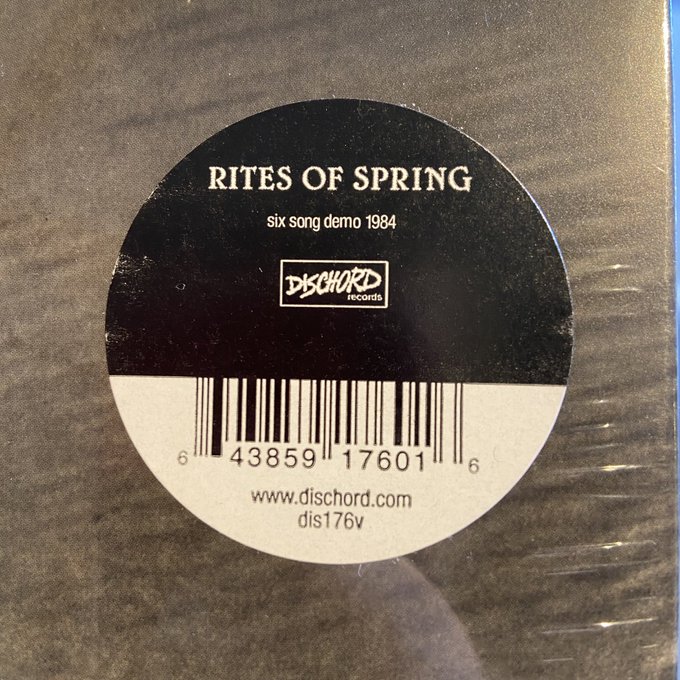 RITES OF SPRING
six song demo 1984
DISCHORD
records
6 43859 17601 6
www.dischord.com
dis176v